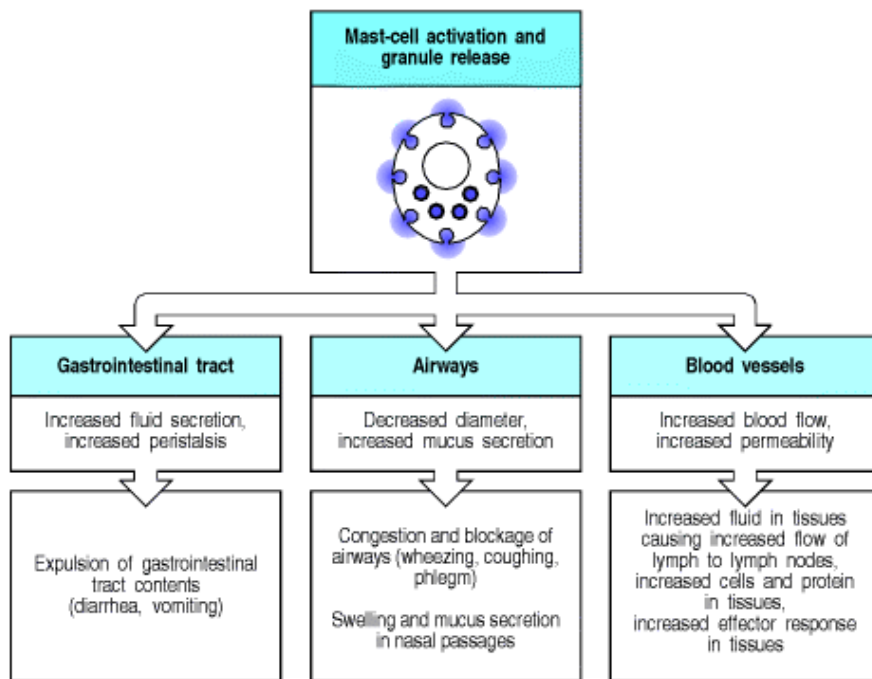 Mast-cell activation and
granule release
Gastrointestinal tract
Increased fluid secretion,
increased peristalsis
Expulsion of gastrointestinal
tract contents
(diarrhea, vomiting)
Airways
Decreased diameter,
increased mucus secretion
Congestion and blockage of
airways (wheezing, coughing,
phlegm)
Swelling and mucus secretion
in nasal passages
Blood vessels
Increased blood flow,
increased permeability
Increased fluid in tissues
causing increased flow of
lymph to lymph nodes,
increased cells and protein
in tissues,
increased effector response
in tissues